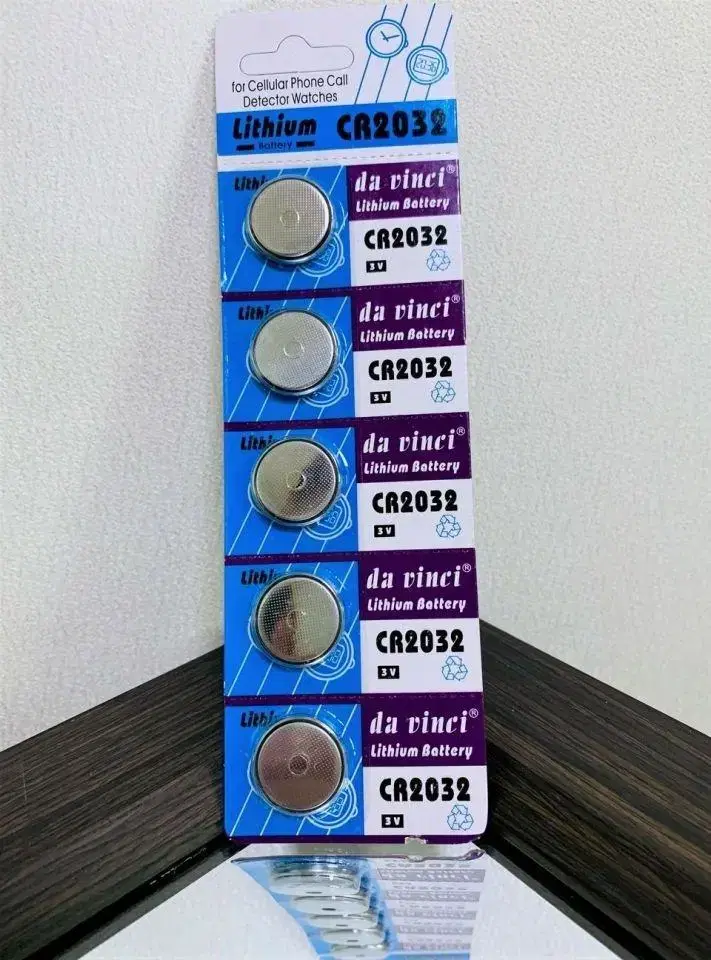 for Cellular Phone Call
Detector Watches
Lithium CR2032
Battery
da vinci®
Lithium Battery
CR2032
3V
da vinci®
Lithium Battery
CR2032
3V
da vinci®
Lithium Battery
CR2032
3V
da vinci®
Lithium Battery
CR2032
3V
da vinci®
Lithium Battery
CR2032
3V